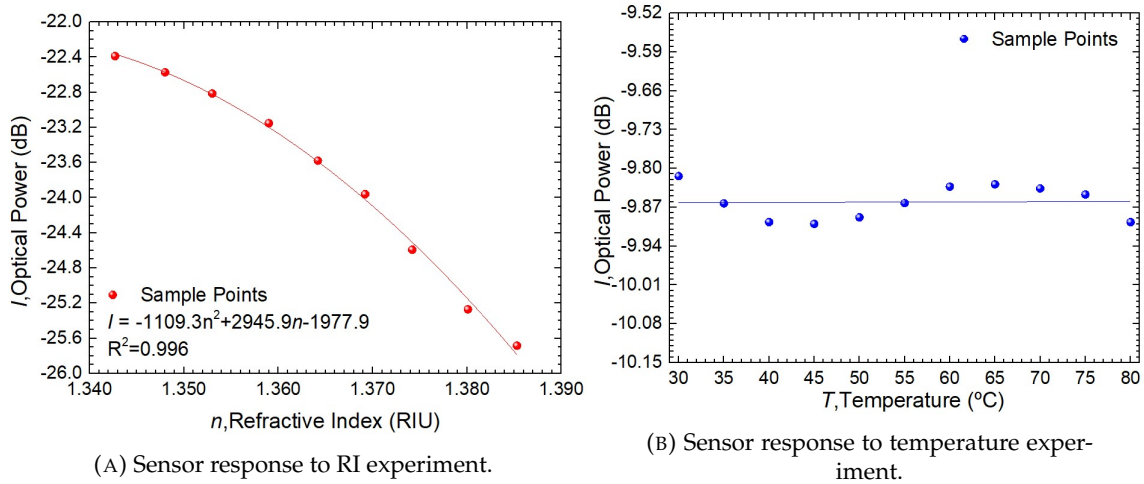 -22.0
-22.4
-22.8
-23.2
-23.6
-24.0
-24.4
-24.8
-25.2
-25.6
-26.0
I,Optical Power (dB)
Sample Points
I = -1109.3n²+2945.9n-1977.9
R²=0.996
1.340 1.350 1.360 1.370 1.380 1.390
n,Refractive Index (RIU)
(A) Sensor response to RI experiment.
-9.52
-9.59
-9.66
-9.73
-9.80
-9.87
-9.94
-10.01
-10.08
-10.15
I,Optical Power (dB)
Sample Points
30 35 40 45 50 55 60 65 70 75 80
T,Temperature (ºC)
(B) Sensor response to temperature exper-
iment.